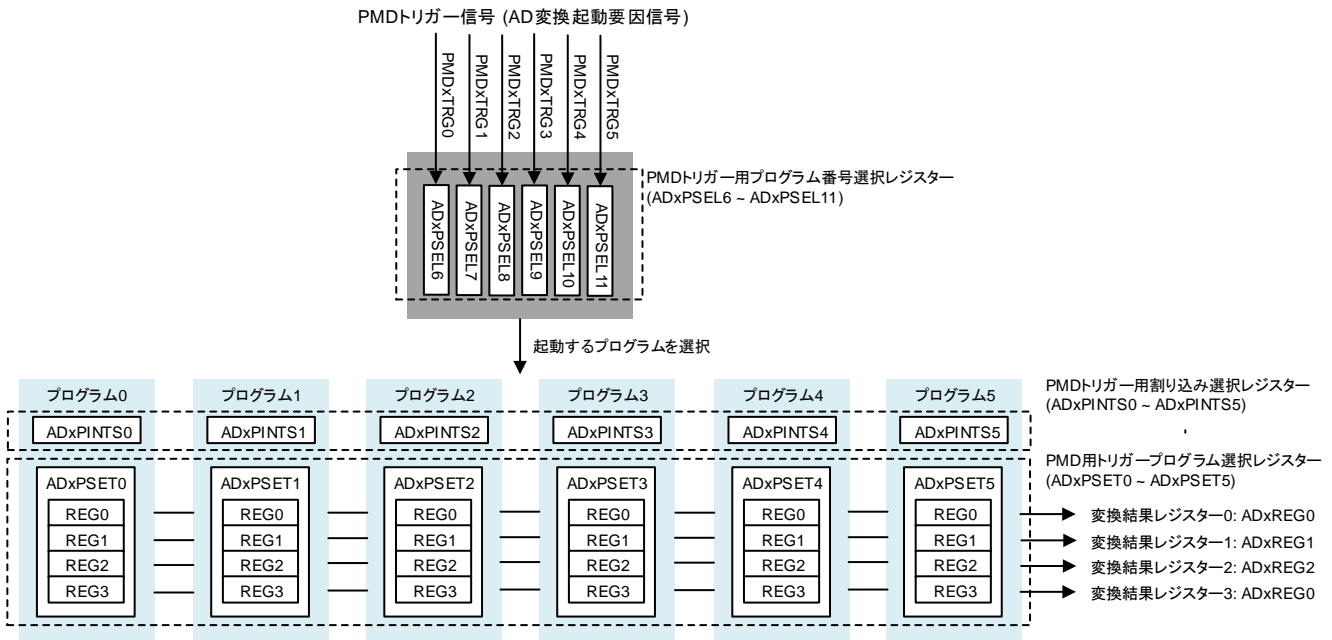 PMDトリガー信号 (AD変換起動要因信号)
PMDxTRG0
PMDxTRG1
PMDxTRG2
PMDxTRG3
PMDxTRG4
PMDxTRG5
PMDトリガー用プログラム番号選択レジスター
(ADxPSEL6 ~ ADxPSEL11)
ADxPSEL6
ADxPSEL7
ADxPSEL8
ADxPSEL9
ADxPSEL10
ADxPSEL11
起動するプログラムを選択
プログラム0
プログラム1
プログラム2
プログラム3
プログラム4
プログラム5
PMDトリガー用割り込み選択レジスター
(ADxPINTS0 ~ ADxPINTS5)
ADxPINTS0
ADxPINTS1
ADxPINTS2
ADxPINTS3
ADxPINTS4
ADxPINTS5
PMD用トリガープログラム選択レジスター
(ADxPSET0 ~ ADxPSET5)
ADxPSET0
ADxPSET1
ADxPSET2
ADxPSET3
ADxPSET4
ADxPSET5
REG0
REG0
REG0
REG0
REG0
REG0
変換結果レジスター0: ADxREG0
REG1
REG1
REG1
REG1
REG1
REG1
変換結果レジスター1: ADxREG1
REG2
REG2
REG2
REG2
REG2
REG2
変換結果レジスター2: ADxREG2
REG3
REG3
REG3
REG3
REG3
REG3
変換結果レジスター3: ADxREG0